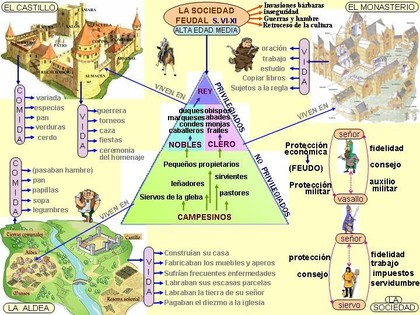 EL CASTILLO
LA SOCIEDAD
FEUDAL S. VI-XI
ALTA EDAD MEDIA
Invasiones bárbaras
inseguridad
Guerras y hambre
Retroceso de la cultura
EL MONASTERIO
COMIDA
variada
especias
pan
verduras
cerdo
VIDA
guerrera
torneos
caza
fiestas
ceremonia
del homenaje
VIVEN EN
VIVEN EN
VIDA
oración
trabajo
estudio
Copiar libros
Sujetos a la regla
REY
PRIVILEGIADOS
duques
marqueses
condes
caballeros
NOBLES
obispos
abades
monjas
frailes
CLERO
NO PRIVILEGIADOS
Pequeños propietarios
leñadores
sirvientes
Siervos de la gleba
pastores
CAMPESINOS
COMIDA
(pasaban hambre)
pan
papillas
sopa
legumbres
VIVEN EN
Castillo
Aldea
Reserva señorial
LA ALDEA
VIDA
Construían su casa
Fabricaban los muebles y aperos
Sufrían frecuentes enfermedades
Labraban sus escasas parcelas
Labraban la tierra de su señor
Pagaban el diezmo a la iglesia
señor
Protección
económica
(FEUDO)
Protección
militar
fidelidad
consejo
auxilio
militar
vasallo
señor
protección
consejo
fidelidad
trabajo
impuestos
servidumbre
siervo
LA
SOCIEDAD